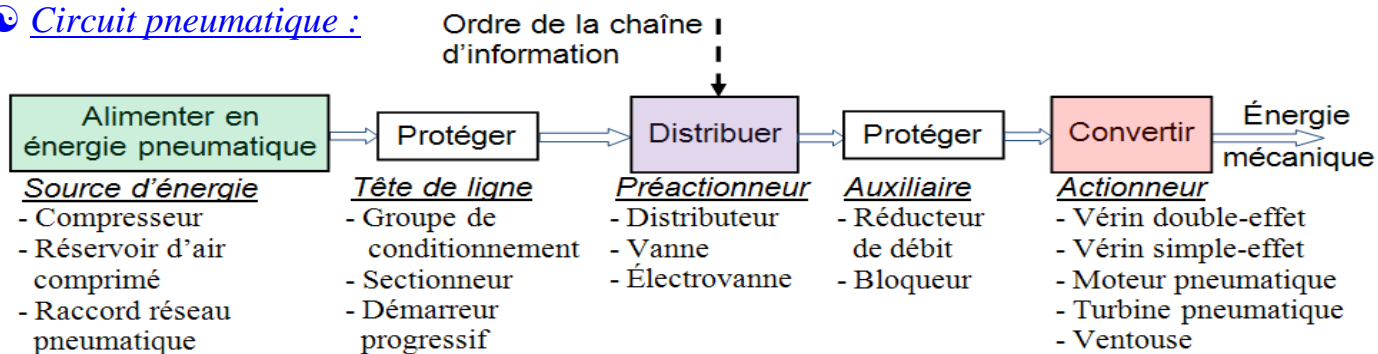 ☯ Circuit pneumatique :
Ordre de la chaîne
d'information
Alimenter en
énergie pneumatique
Protéger
Distribuer
Protéger
Convertir
Énergie
mécanique
Source d'énergie
- Compresseur
- Réservoir d'air
comprimé
- Raccord réseau
pneumatique
Tête de ligne
- Groupe de
conditionnement
- Sectionneur
- Démarreur
progressif
Préactionneur
- Distributeur
- Vanne
- Électrovanne
Auxiliaire
- Réducteur
de débit
- Bloqueur
Actionneur
- Vérin double-effet
- Vérin simple-effet
- Moteur pneumatique
- Turbine pneumatique
- Ventouse